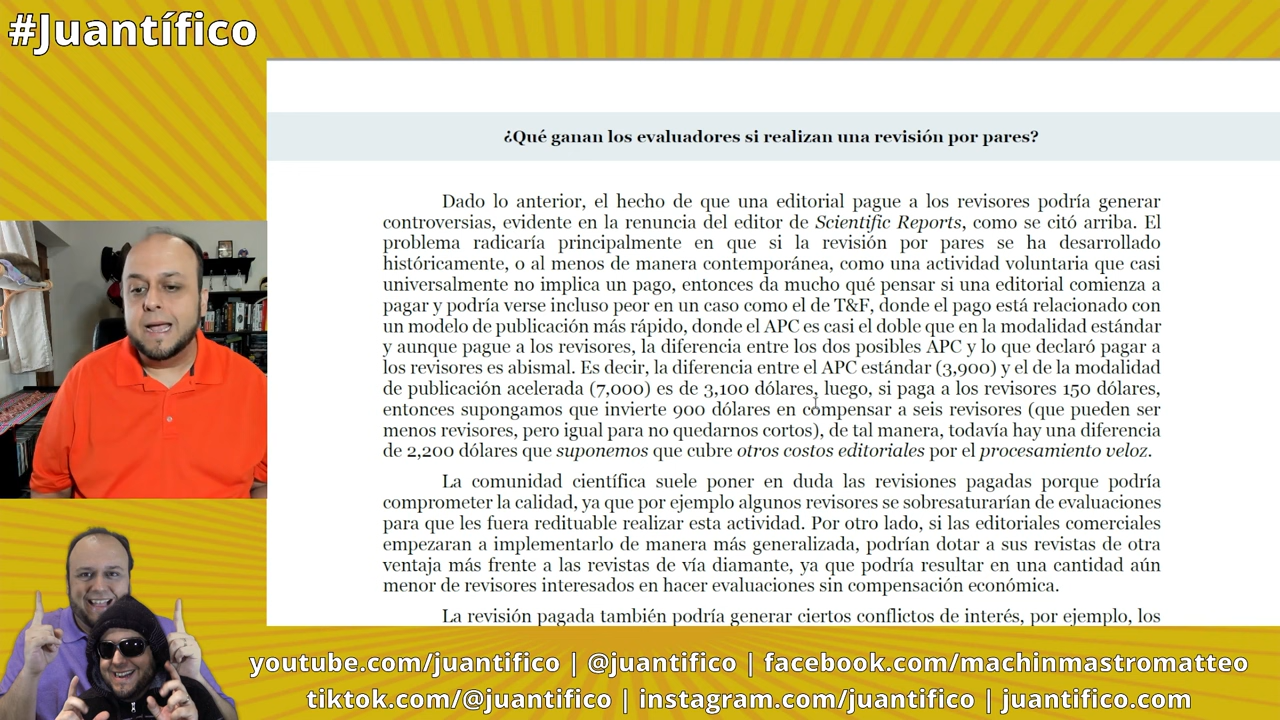 #Juantífico
¿Qué ganan los evaluadores si realizan una revisión por pares?
Dado lo anterior, el hecho de que una editorial pague a los revisores podría generar
controversias, evidente en la renuncia del editor de Scientific Reports, como se citó arriba. El
problema radicaría principalmente en que si la revisión por pares se ha desarrollado
históricamente, o al menos de manera contemporánea, como una actividad voluntaria que casi
universalmente no implica un pago, entonces da mucho qué pensar si una editorial comienza a
pagar y podría verse incluso peor en un caso como el de T&F, donde el pago está relacionado con
un modelo de publicación más rápido, donde el APC es casi el doble que en la modalidad estándar
y aunque pague a los revisores, la diferencia entre los dos posibles APC y lo que declaró pagar a
los revisores es abismal. Es decir, la diferencia entre el APC estándar (3,900) y el de la modalidad
de publicación acelerada (7,000) es de 3,100 dólares, luego, si paga a los revisores 150 dólares,
entonces supongamos que invierte 900 dólares en compensar a seis revisores (que pueden ser
menos revisores, pero igual para no quedarnos cortos), de tal manera, todavía hay una diferencia
de 2,200 dólares que suponemos que cubre otros costos editoriales por el procesamiento veloz.
La comunidad científica suele poner en duda las revisiones pagadas porque podría
comprometer la calidad, ya que por ejemplo algunos revisores se sobresaturarían de evaluaciones
para que les fuera redituable realizar esta actividad. Por otro lado, si las editoriales comerciales
empezaran a implementarlo de manera más generalizada, podrían dotar a sus revistas de otra
ventaja más frente a las revistas de vía diamante, ya que podría resultar en una cantidad aún
menor de revisores interesados en hacer evaluaciones sin compensación económica.
La revisión pagada también podría generar ciertos conflictos de interés, por ejemplo, los
youtube.com/juantifico | @juantifico | facebook.com/machinmastromatteo
tiktok.com/@juantifico | instagram.com/juantifico | juantifico.com